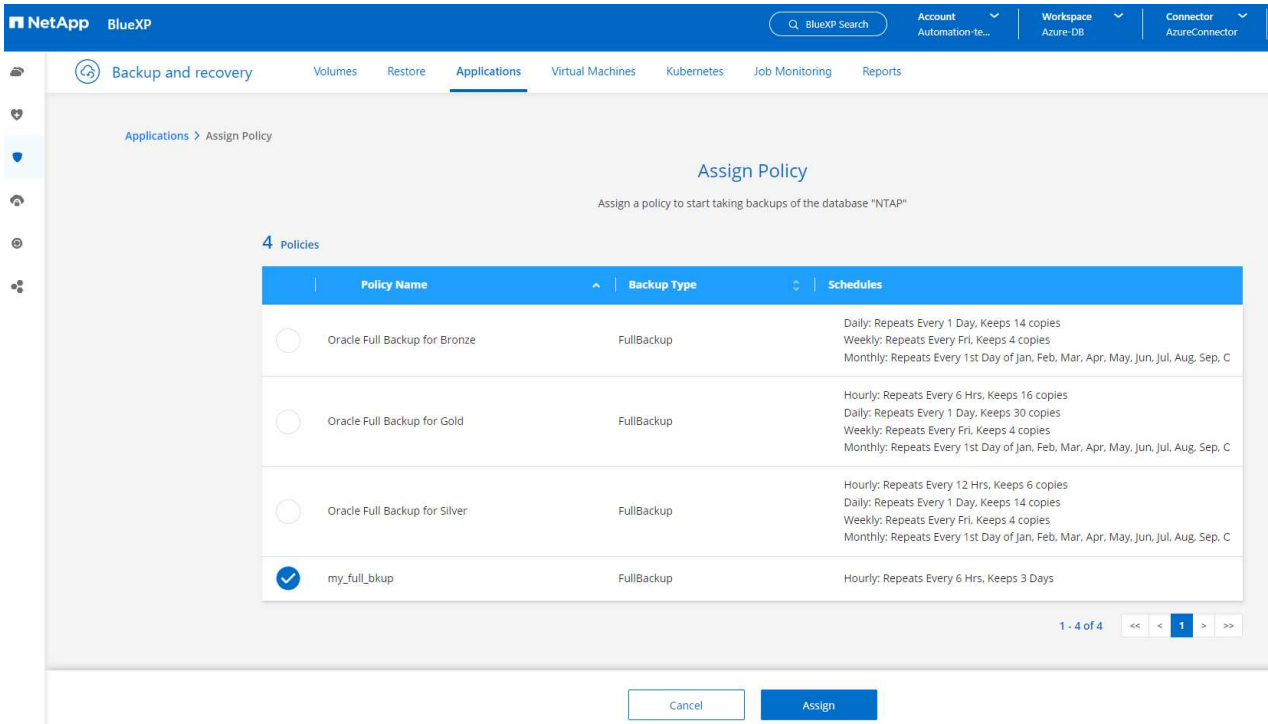 NetApp BlueXP
BlueXP Search
Account
Automation-te...
Workspace
Azure-DB
Connector
AzureConnector
Backup and recovery
Volumes Restore Applications Virtual Machines Kubernetes Job Monitoring Reports
Applications > Assign Policy
Assign Policy
Assign a policy to start taking backups of the database "NTAP"
4 Policies
Policy Name Backup Type Schedules
Oracle Full Backup for Bronze FullBackup
Daily: Repeats Every 1 Day, Keeps 14 copies
Weekly: Repeats Every Fri, Keeps 4 copies
Monthly: Repeats Every 1st Day of Jan, Feb, Mar, Apr, May, Jun, Jul, Aug, Sep, O
Oracle Full Backup for Gold FullBackup
Hourly: Repeats Every 6 Hrs, Keeps 16 copies
Daily: Repeats Every 1 Day, Keeps 30 copies
Weekly: Repeats Every Fri, Keeps 4 copies
Monthly: Repeats Every 1st Day of Jan, Feb, Mar, Apr, May, Jun, Jul, Aug, Sep, O
Oracle Full Backup for Silver FullBackup
Hourly: Repeats Every 12 Hrs, Keeps 6 copies
Daily: Repeats Every 1 Day, Keeps 14 copies
Weekly: Repeats Every Fri, Keeps 4 copies
Monthly: Repeats Every 1st Day of Jan, Feb, Mar, Apr, May, Jun, Jul, Aug, Sep, O
my_full_bkup FullBackup Hourly: Repeats Every 6 Hrs, Keeps 3 Days
1 - 4 of 4 << < 1 > >>
Cancel Assign